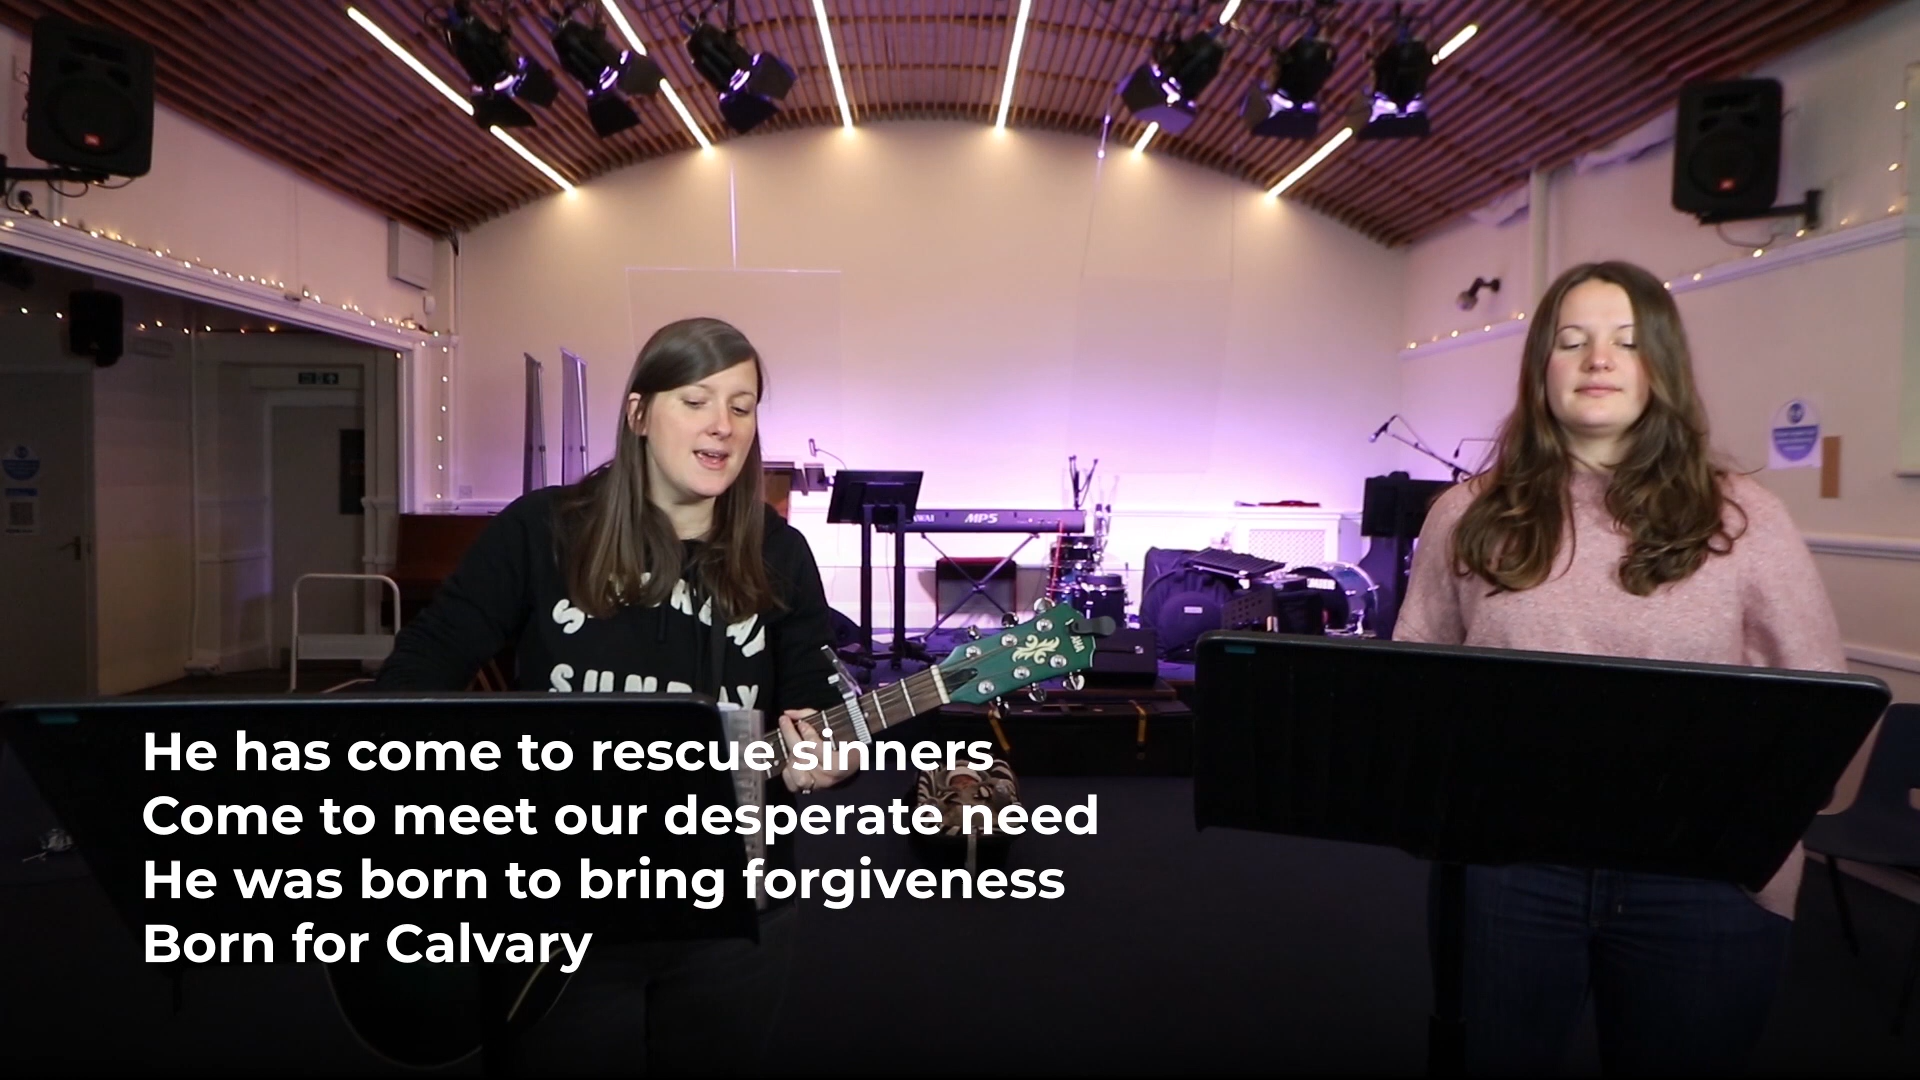 MP5
SUNDAY
He has come to rescue sinners
Come to meet our desperate need
He was born to bring forgiveness
Born for Calvary